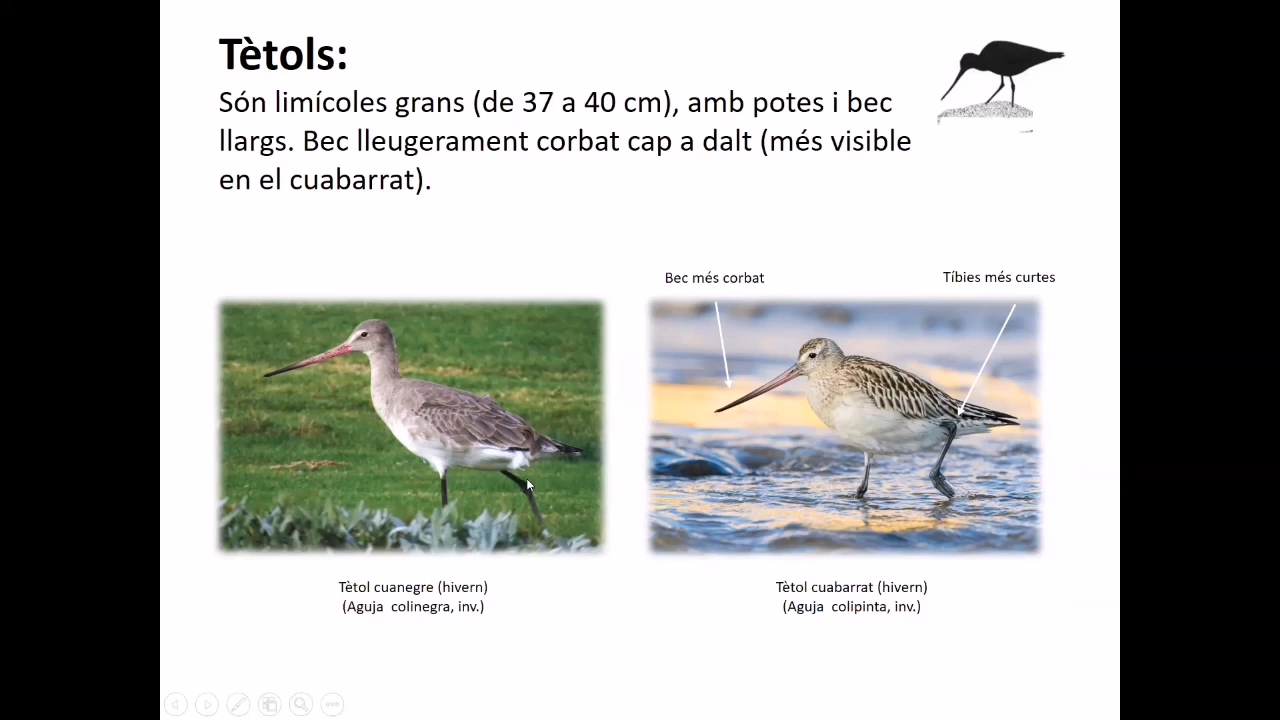 Tètols:
Són limícoles grans (de 37 a 40 cm), amb potes i bec
llargs. Bec lleugerament corbat cap a dalt (més visible
en el cuabarrat).
Bec més corbat
Tíbies més curtes
Tètol cuanegre (hivern)
(Aguja colinegra, inv.)
Tètol cuabarrat (hivern)
(Aguja colipinta, inv.)